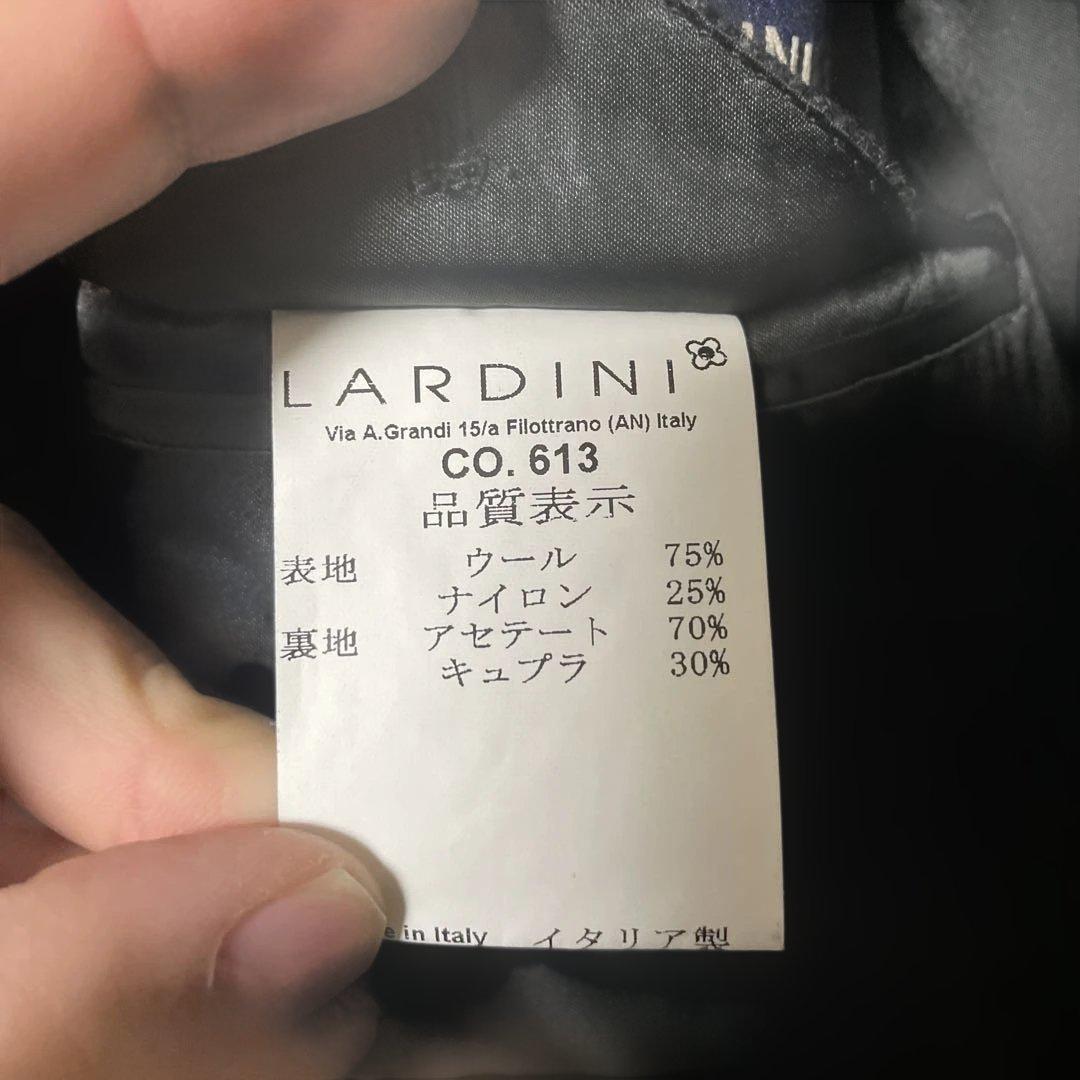 ANI
LARDINI
Via A.Grandi 15/a Filottrano (AN) Italy
CO. 613
品質表示
表地 ウール 75%
ナイロン 25%
裏地 アセテート 70%
キュプラ 30%
in Italy イタリア製